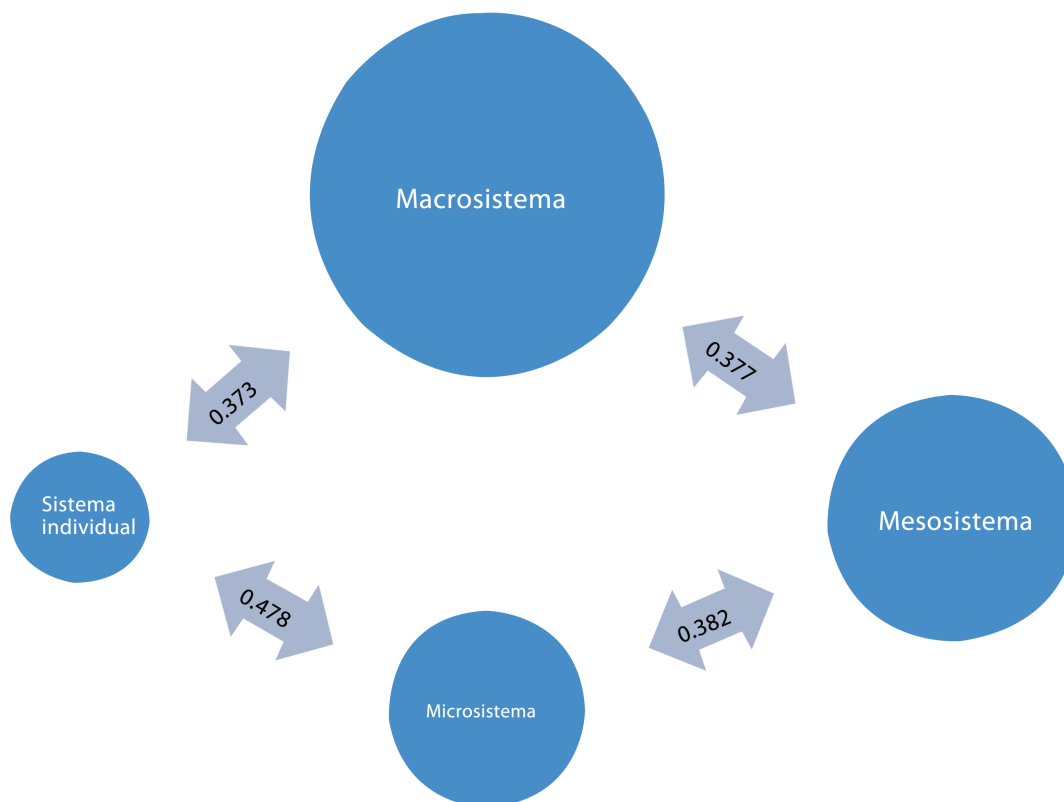 Macrosistema
0.377
0.373
Sistema
individual
Mesosistema
0.478
0.382
Microsistema